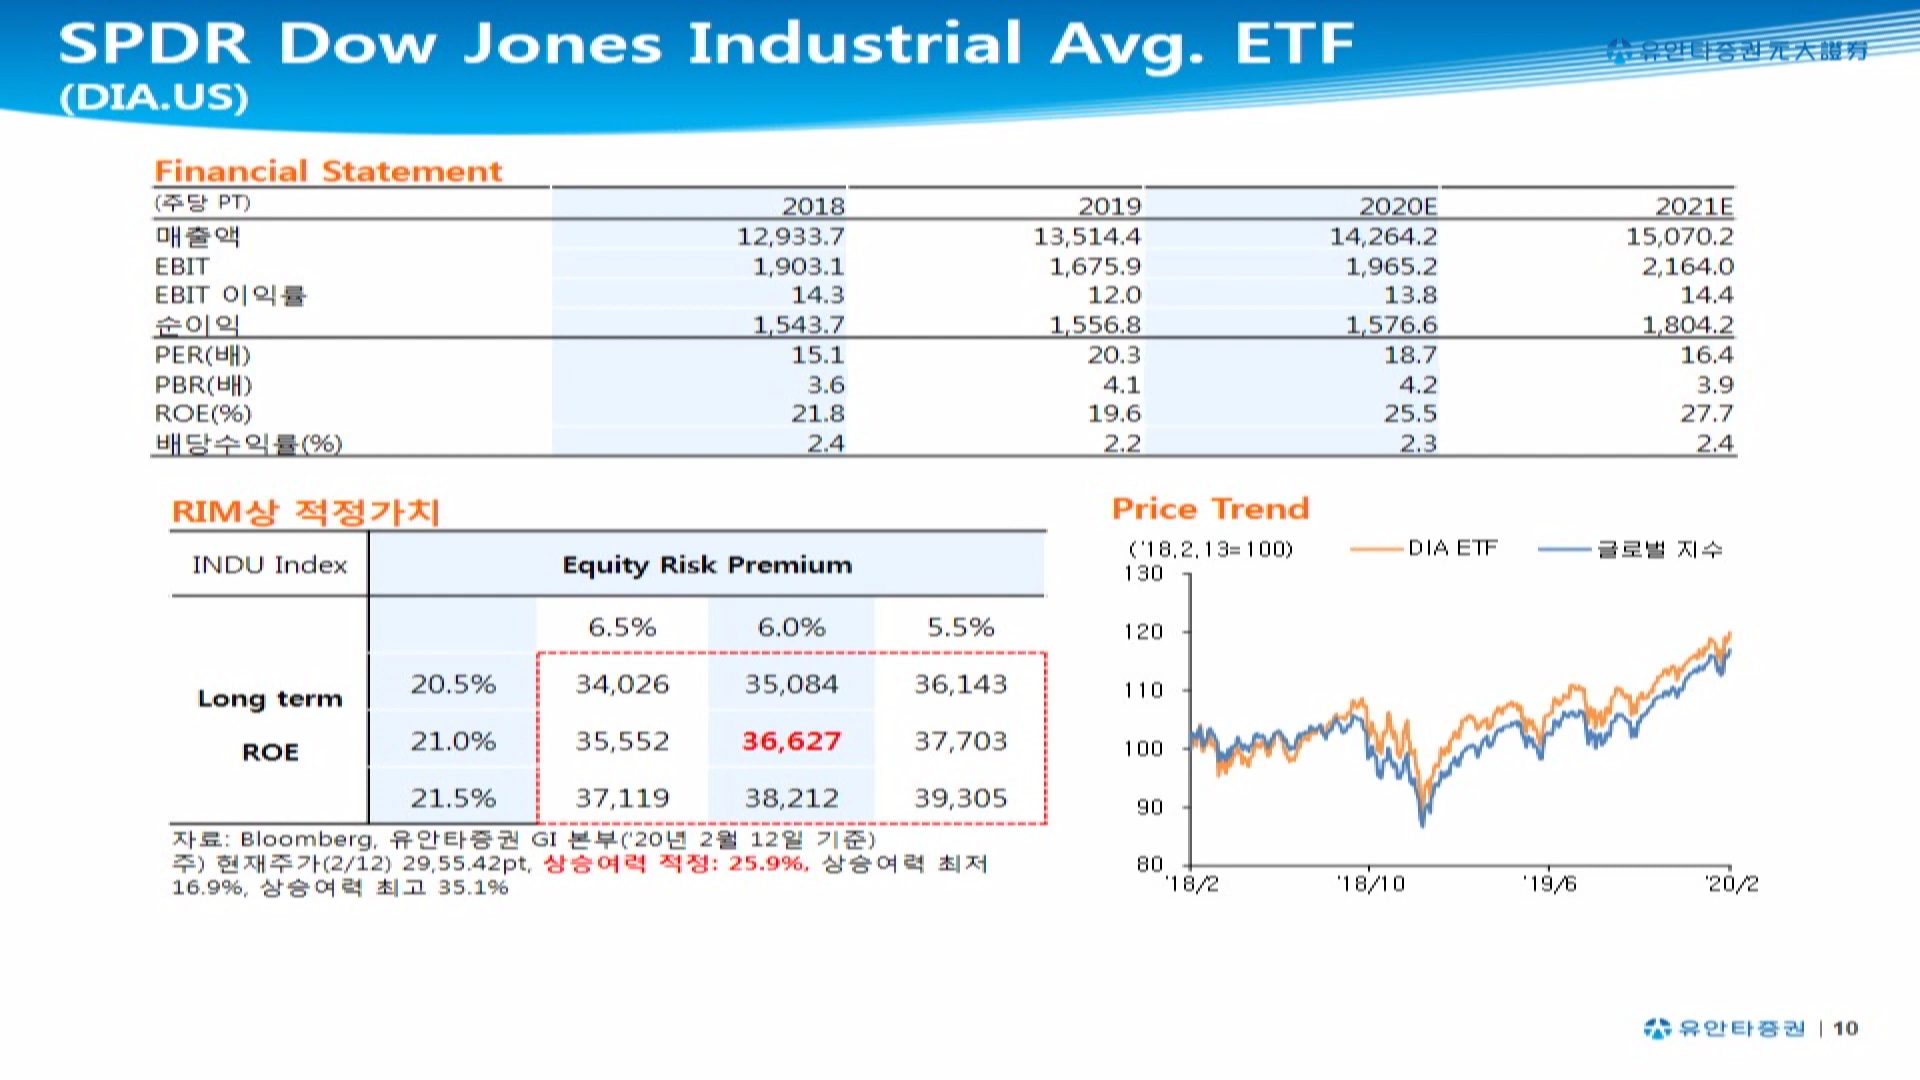 SPDR Dow Jones Industrial Avg. ETF
(DIA.US)
유안타증권 元大證券
Financial Statement
(주당 PT) 2018 2019 2020E 2021E
매출액 12,933.7 13,514.4 14,264.2 15,070.2
EBIT 1,903.1 1,675.9 1,965.2 2,164.0
EBIT 이익률 14.3 12.0 13.8 14.4
순이익 1,543.7 1,556.8 1,576.6 1,804.2
PER(배) 15.1 20.3 18.7 16.4
PBR(배) 3.6 4.1 4.2 3.9
ROE(%) 21.8 19.6 25.5 27.7
배당수익률(%) 2.4 2.2 2.3 2.4
RIM상 적정가치
INDU Index Equity Risk Premium
6.5% 6.0% 5.5%
Long term
ROE
20.5% 34,026 35,084 36,143
21.0% 35,552 36,627 37,703
21.5% 37,119 38,212 39,305
자료: Bloomberg, 유안타증권 GI 본부('20년 2월 12일 기준)
주) 현재주가(2/12) 29,55.42pt, 상승여력 적정: 25.9%, 상승여력 최저
16.9%, 상승여력 최고 35.1%
Price Trend
('18.2.13=100) DIA ETF 글로벌 지수
130
120
110
100
90
80
'18/2 '18/10 '19/6 '20/2
유안타증권 | 10